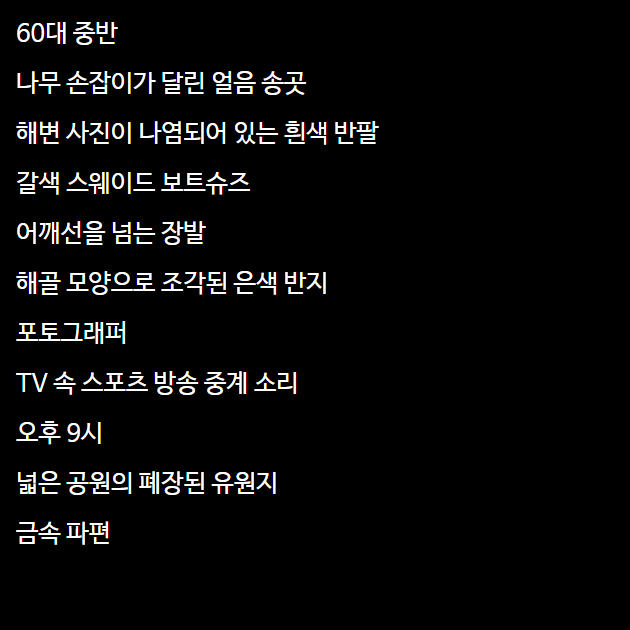 60대 중반
나무 손잡이가 달린 얼음 송곳
해변 사진이 나염되어 있는 흰색 반팔
갈색 스웨이드 보트슈즈
어깨선을 넘는 장발
해골 모양으로 조각된 은색 반지
포토그래퍼
TV 속 스포츠 방송 중계 소리
오후 9시
넓은 공원의 폐장된 유원지
금속 파편